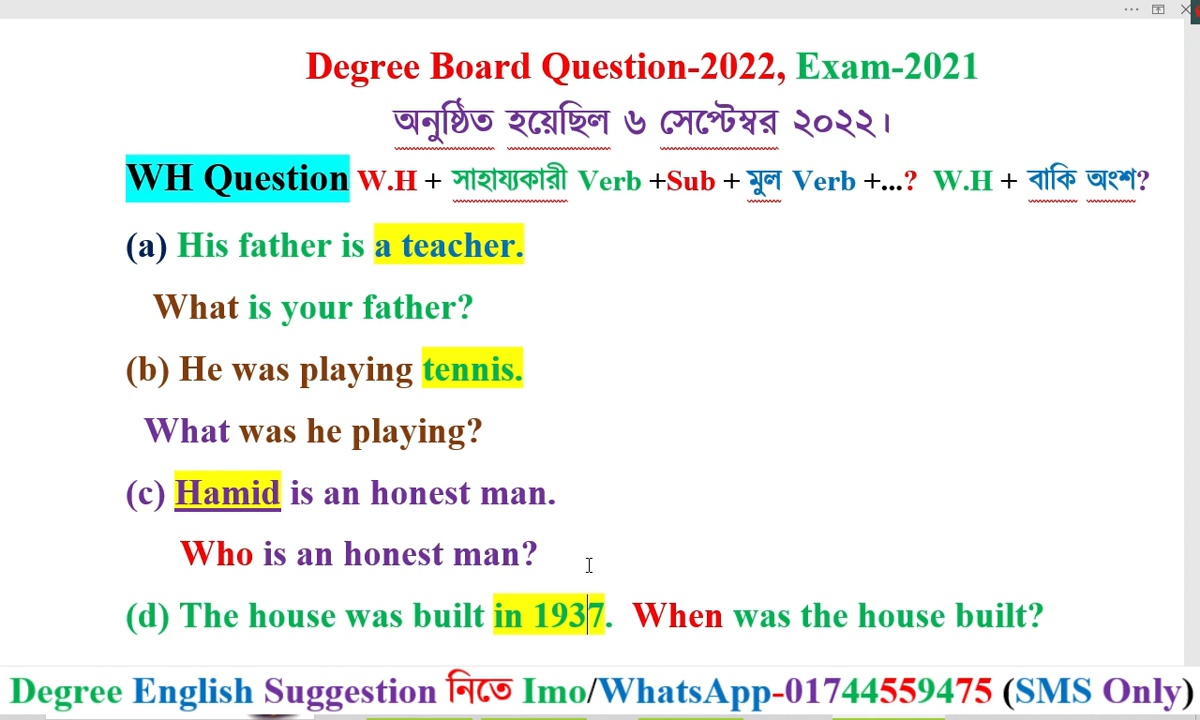 Degree Board Question-2022, Exam-2021
অনুষ্ঠিত হয়েছিল ৬ সেপ্টেম্বর ২০২২।
WH Question W.H + সাহায্যকারী Verb +Sub + মুল Verb +...? W.H + বাকি অংশ?
(a) His father is a teacher.
What is your father?
(b) He was playing tennis.
What was he playing?
(c) Hamid is an honest man.
Who is an honest man?
(d) The house was built in 1937. When was the house built?
Degree English Suggestion নিতে Imo/WhatsApp-01744559475 (SMS Only)